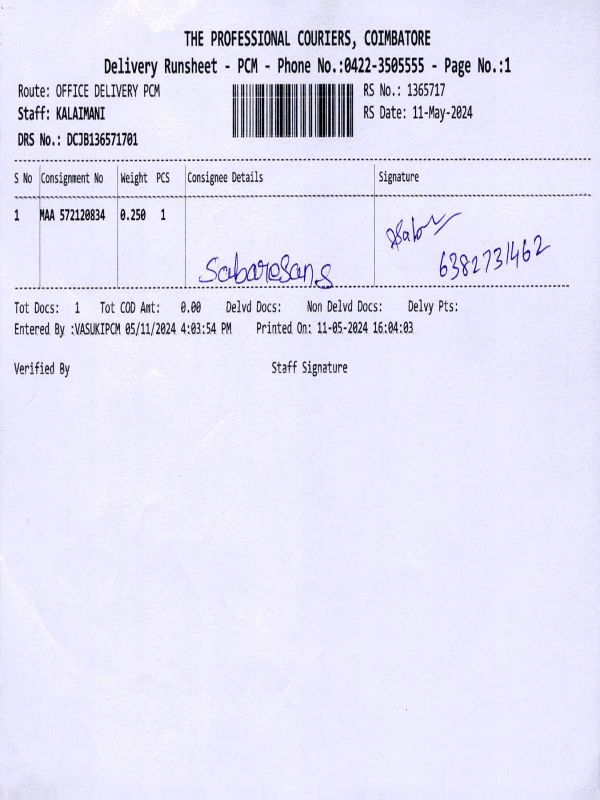 THE PROFESSIONAL COURIERS, COIMBATORE
Delivery Runsheet - PCM - Phone No.:0422-3505555 - Page No.:1
Route: OFFICE DELIVERY PCM RS No.: 1365717
Staff: KALAIMANI RS Date: 11-May-2024
DRS No.: DCJB136571701
S No Consignment No Weight PCS Consignee Details Signature
1 MAA 572120834 0.250 1
Sabaresan S 6382731462
Tot Docs: 1 Tot COD Amt: 0.00 Delvd Docs: Non Delvd Docs: Delvy Pts:
Entered By :VASUKIPCM 05/11/2024 4:03:54 PM Printed On: 11-05-2024 16:04:03
Verified By Staff Signature